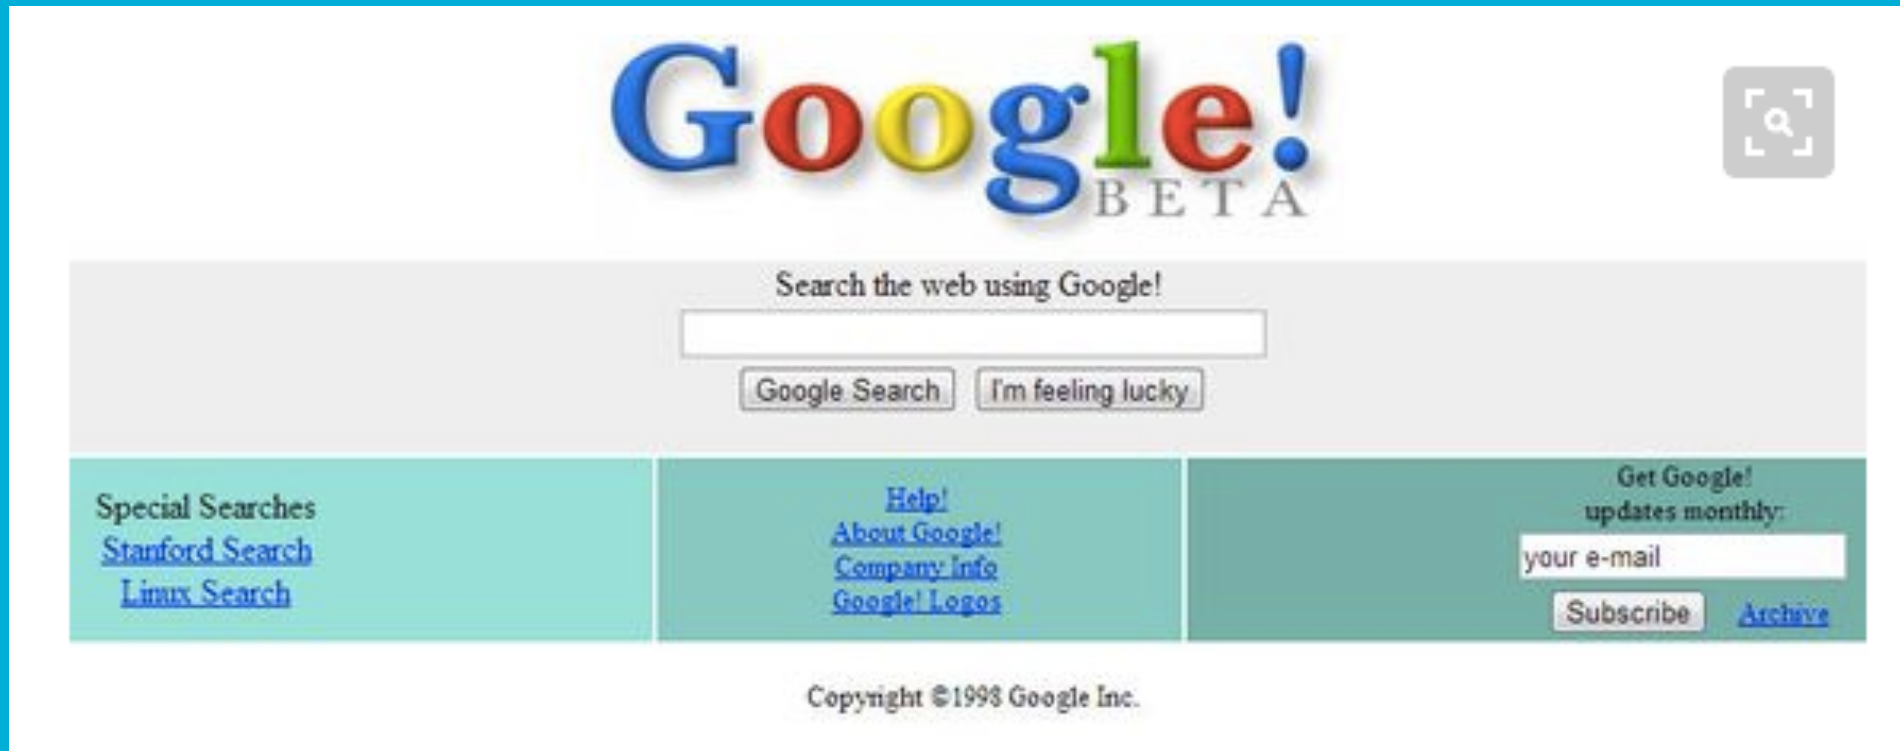 Google!
BETA
Search the web using Google!
Google Search
I'm feeling lucky
Special Searches
Stanford Search
Linux Search
Help!
About Google!
Company Info
Google! Logos
Get Google!
updates monthly:
your e-mail
Subscribe
Archive
Copyright ©1998 Google Inc.